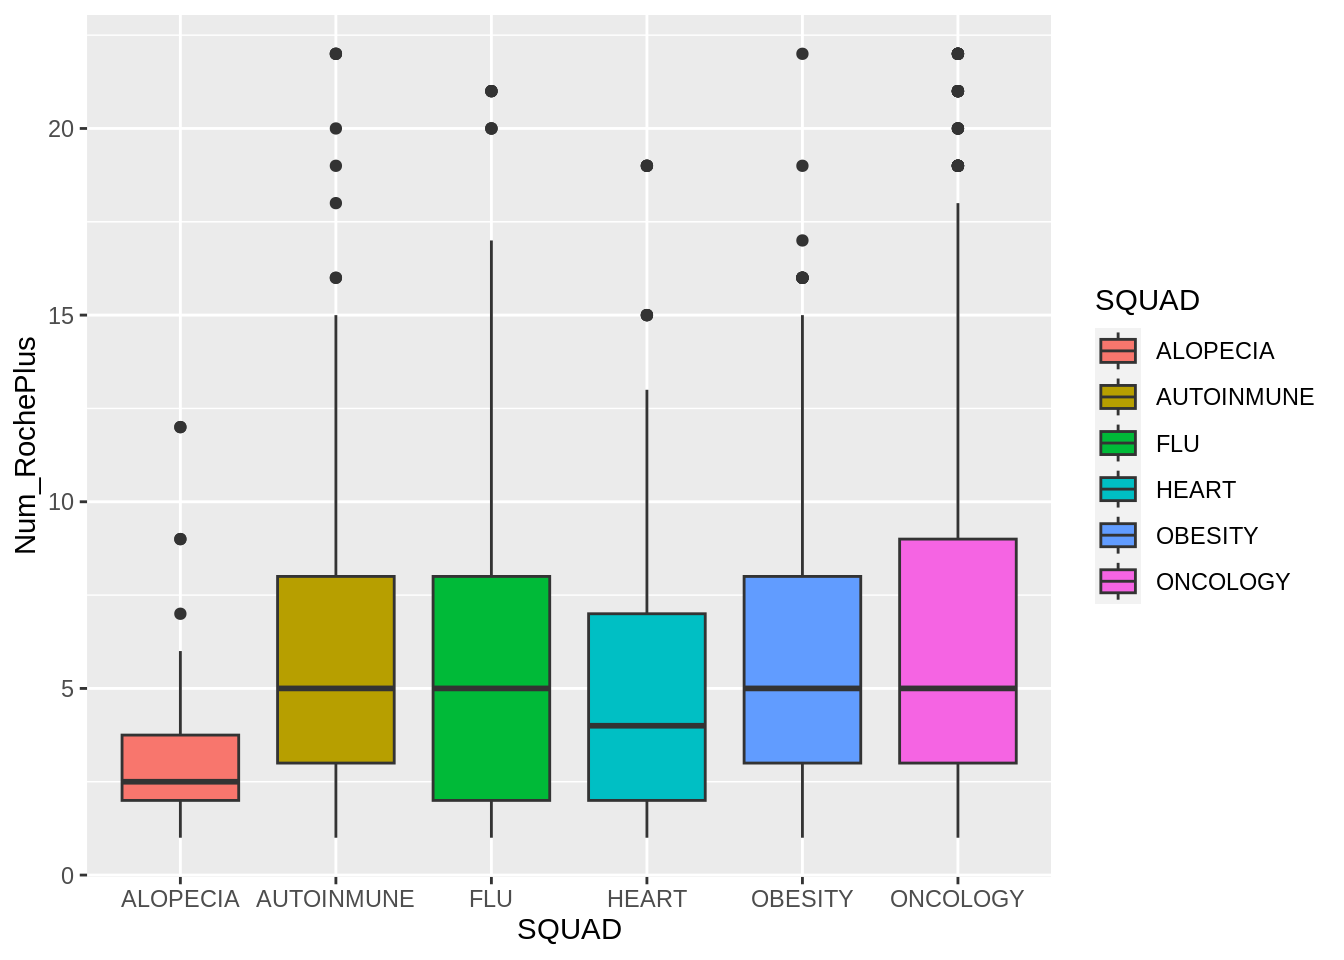 Num_RochePlus
20
15
10
5
0
ALOPECIA AUTOINMUNE FLU HEART OBESITY ONCOLOGY
SQUAD
SQUAD
ALOPECIA
AUTOINMUNE
FLU
HEART
OBESITY
ONCOLOGY